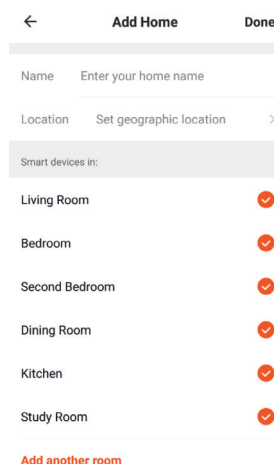 Add Home Done
Name Enter your home name
Location Set geographic location
Smart devices in:
Living Room
Bedroom
Second Bedroom
Dining Room
Kitchen
Study Room
Add another room